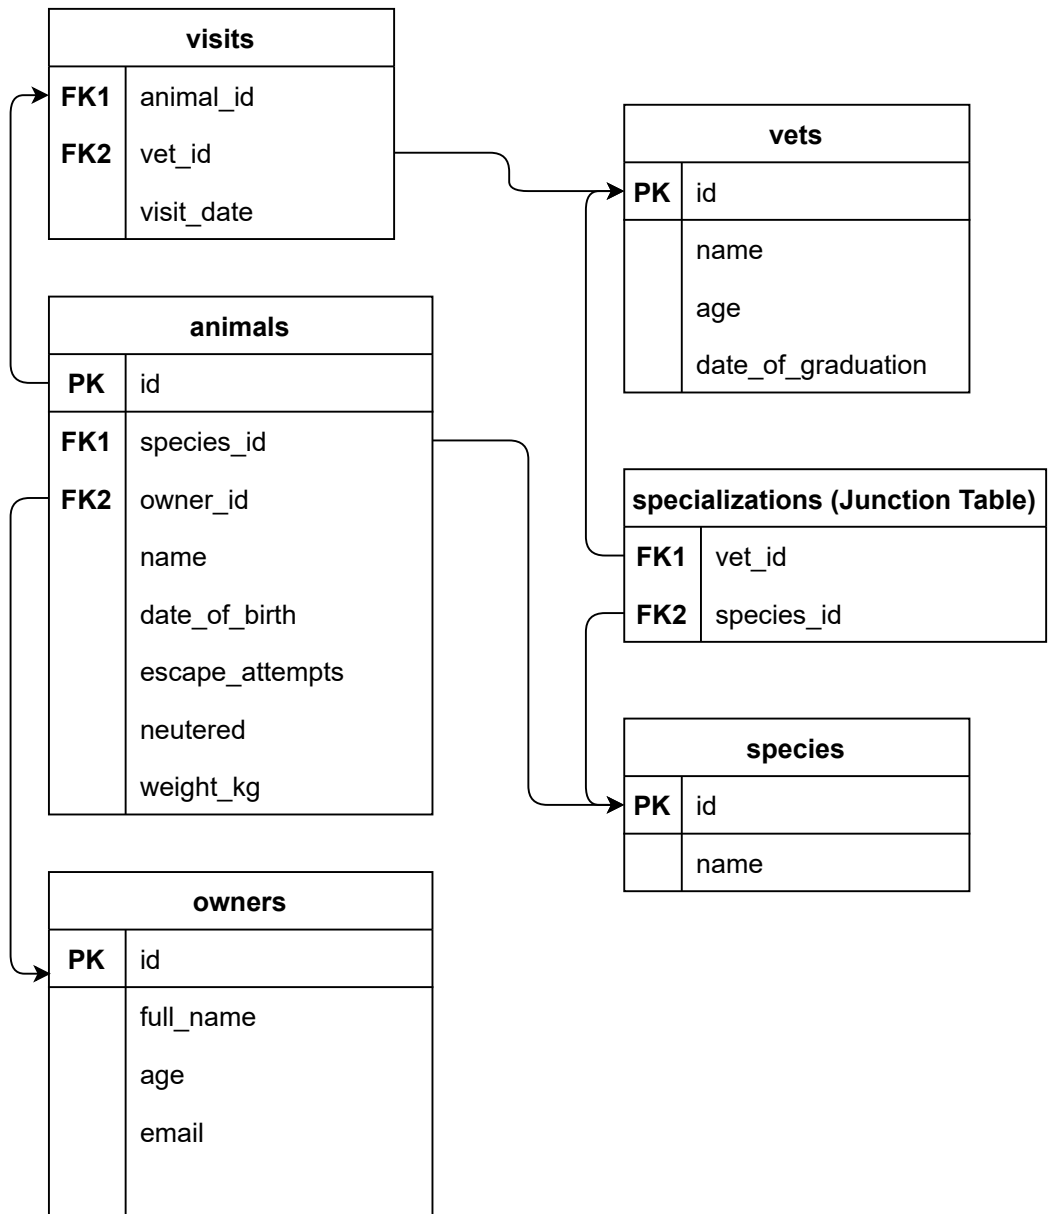 visits
FK1 animal_id
FK2 vet_id
visit_date
animals
PK id
FK1 species_id
FK2 owner_id
name
date_of_birth
escape_attempts
neutered
weight_kg
owners
PK id
full_name
age
email
vets
PK id
name
age
date_of_graduation
specializations (Junction Table)
FK1 vet_id
FK2 species_id
species
PK id
name